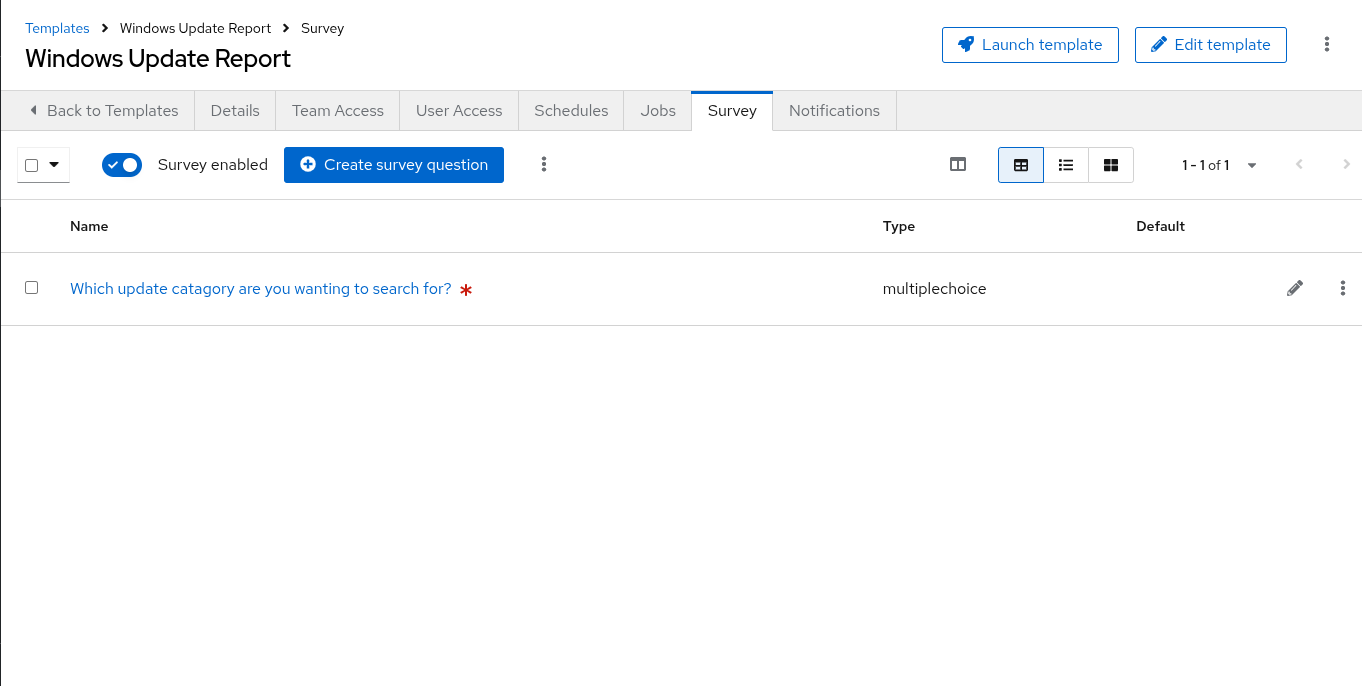 Templates > Windows Update Report > Survey
Windows Update Report
Launch template Edit template
Back to Templates Details Team Access User Access Schedules Jobs Survey Notifications
Survey enabled Create survey question 1 - 1 of 1
Name Type Default
Which update catagory are you wanting to search for? * multiplechoice